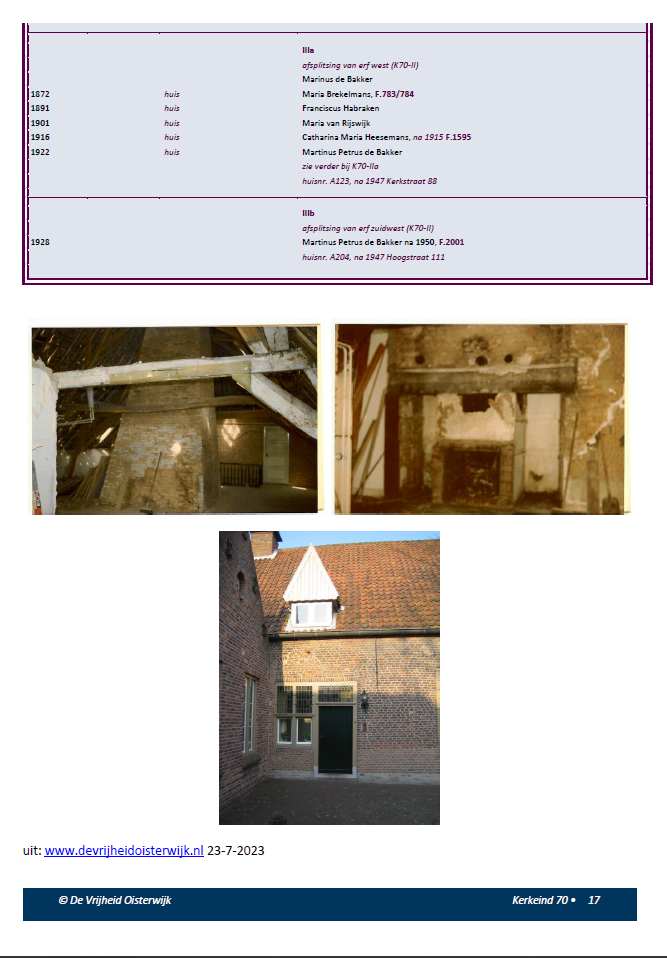 IIIa
afsplitsing van erf west (K70-II)
Marinus de Bakker
1872 huis Maria Brekelmans, F.783/784
1891 huis Franciscus Habraken
1901 huis Maria van Rijswijk
1916 huis Catharina Maria Heesemans, na 1915 F.1595
1922 huis Martinus Petrus de Bakker
zie verder bij K70-IIa
huisnr. A123, na 1947 Kerkstraat 88
IIIb
afsplitsing van erf zuidwest (K70-II)
1928 Martinus Petrus de Bakker na 1950, F.2001
huisnr. A204, na 1947 Hoogstraat 111
uit: www.devrijheidoisterwijk.nl 23-7-2023
© De Vrijheid Oisterwijk Kerkeind 70 • 17